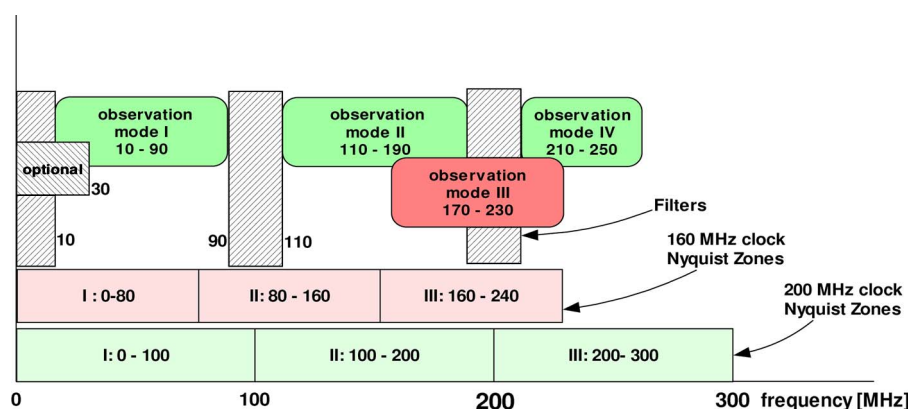 observation
mode I
10 - 90
observation
mode II
110 - 190
observation
mode IV
210 - 250
optional
30
observation
mode III
170 - 230
Filters
10
90
110
160 MHz clock
Nyquist Zones
I : 0-80
II: 80 - 160
III: 160 - 240
200 MHz clock
Nyquist Zones
I: 0 - 100
II: 100 - 200
III: 200- 300
0
100
200
300
frequency [MHz]